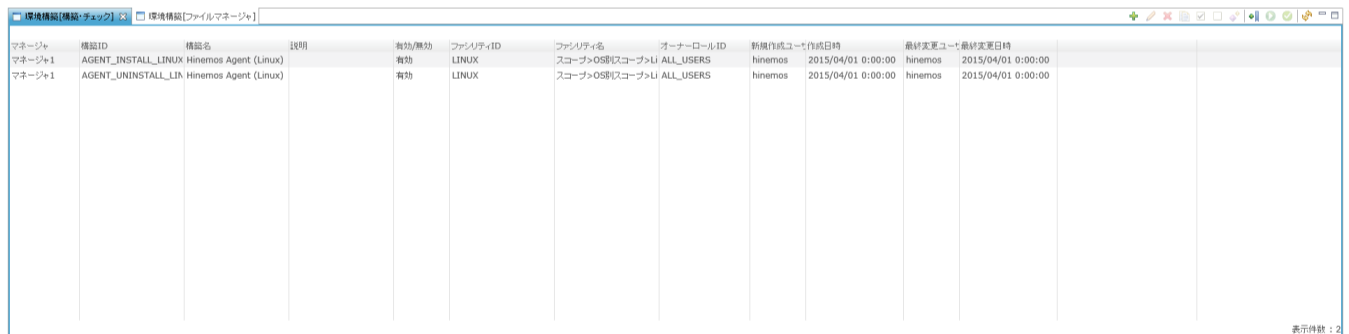 環境構築[構築・チェック] 環境構築[ファイルマネージャ]
マネージャ 構築ID 構築名 説明 有効/無効 ファシリティID ファシリティ名 オーナーロールID 新規作成ユーザ 作成日時 最終変更ユーザ 最終変更日時
マネージャ1 AGENT_INSTALL_LINUX Hinemos Agent (Linux) 有効 LINUX スコープ>OS別スコープ>Li ALL_USERS hinemos 2015/04/01 0:00:00 hinemos 2015/04/01 0:00:00
マネージャ1 AGENT_UNINSTALL_LIN Hinemos Agent (Linux) 有効 LINUX スコープ>OS別スコープ>Li ALL_USERS hinemos 2015/04/01 0:00:00 hinemos 2015/04/01 0:00:00
表示件数 : 2